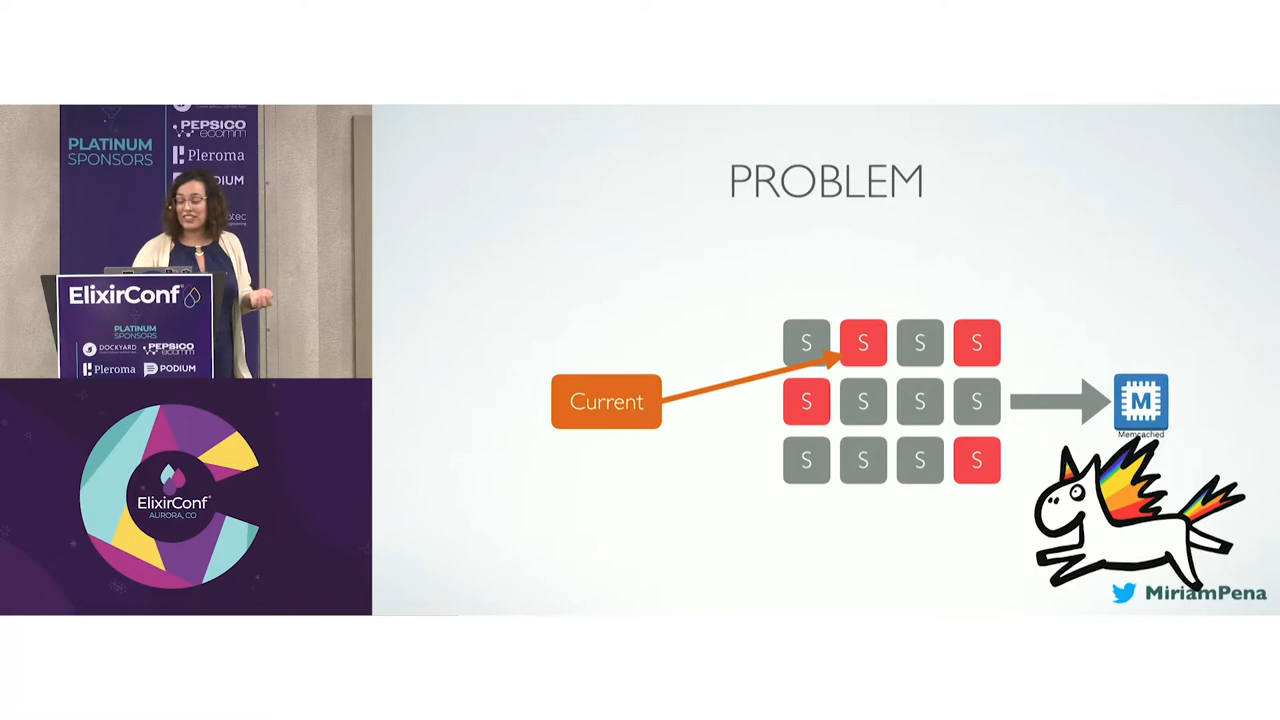 PLATINUM
SPONSORS
PEPSICO
ecomm
Pleroma
ElixirConf
PLATINUM
SPONSORS
DOCKYARD
PEPSICO
ecomm
Pleroma
PODIUM
ElixirConf
AURORA, CO
PROBLEM
Current
S S S S
S S S S
S S S S
M
Memcached
MiriamPena